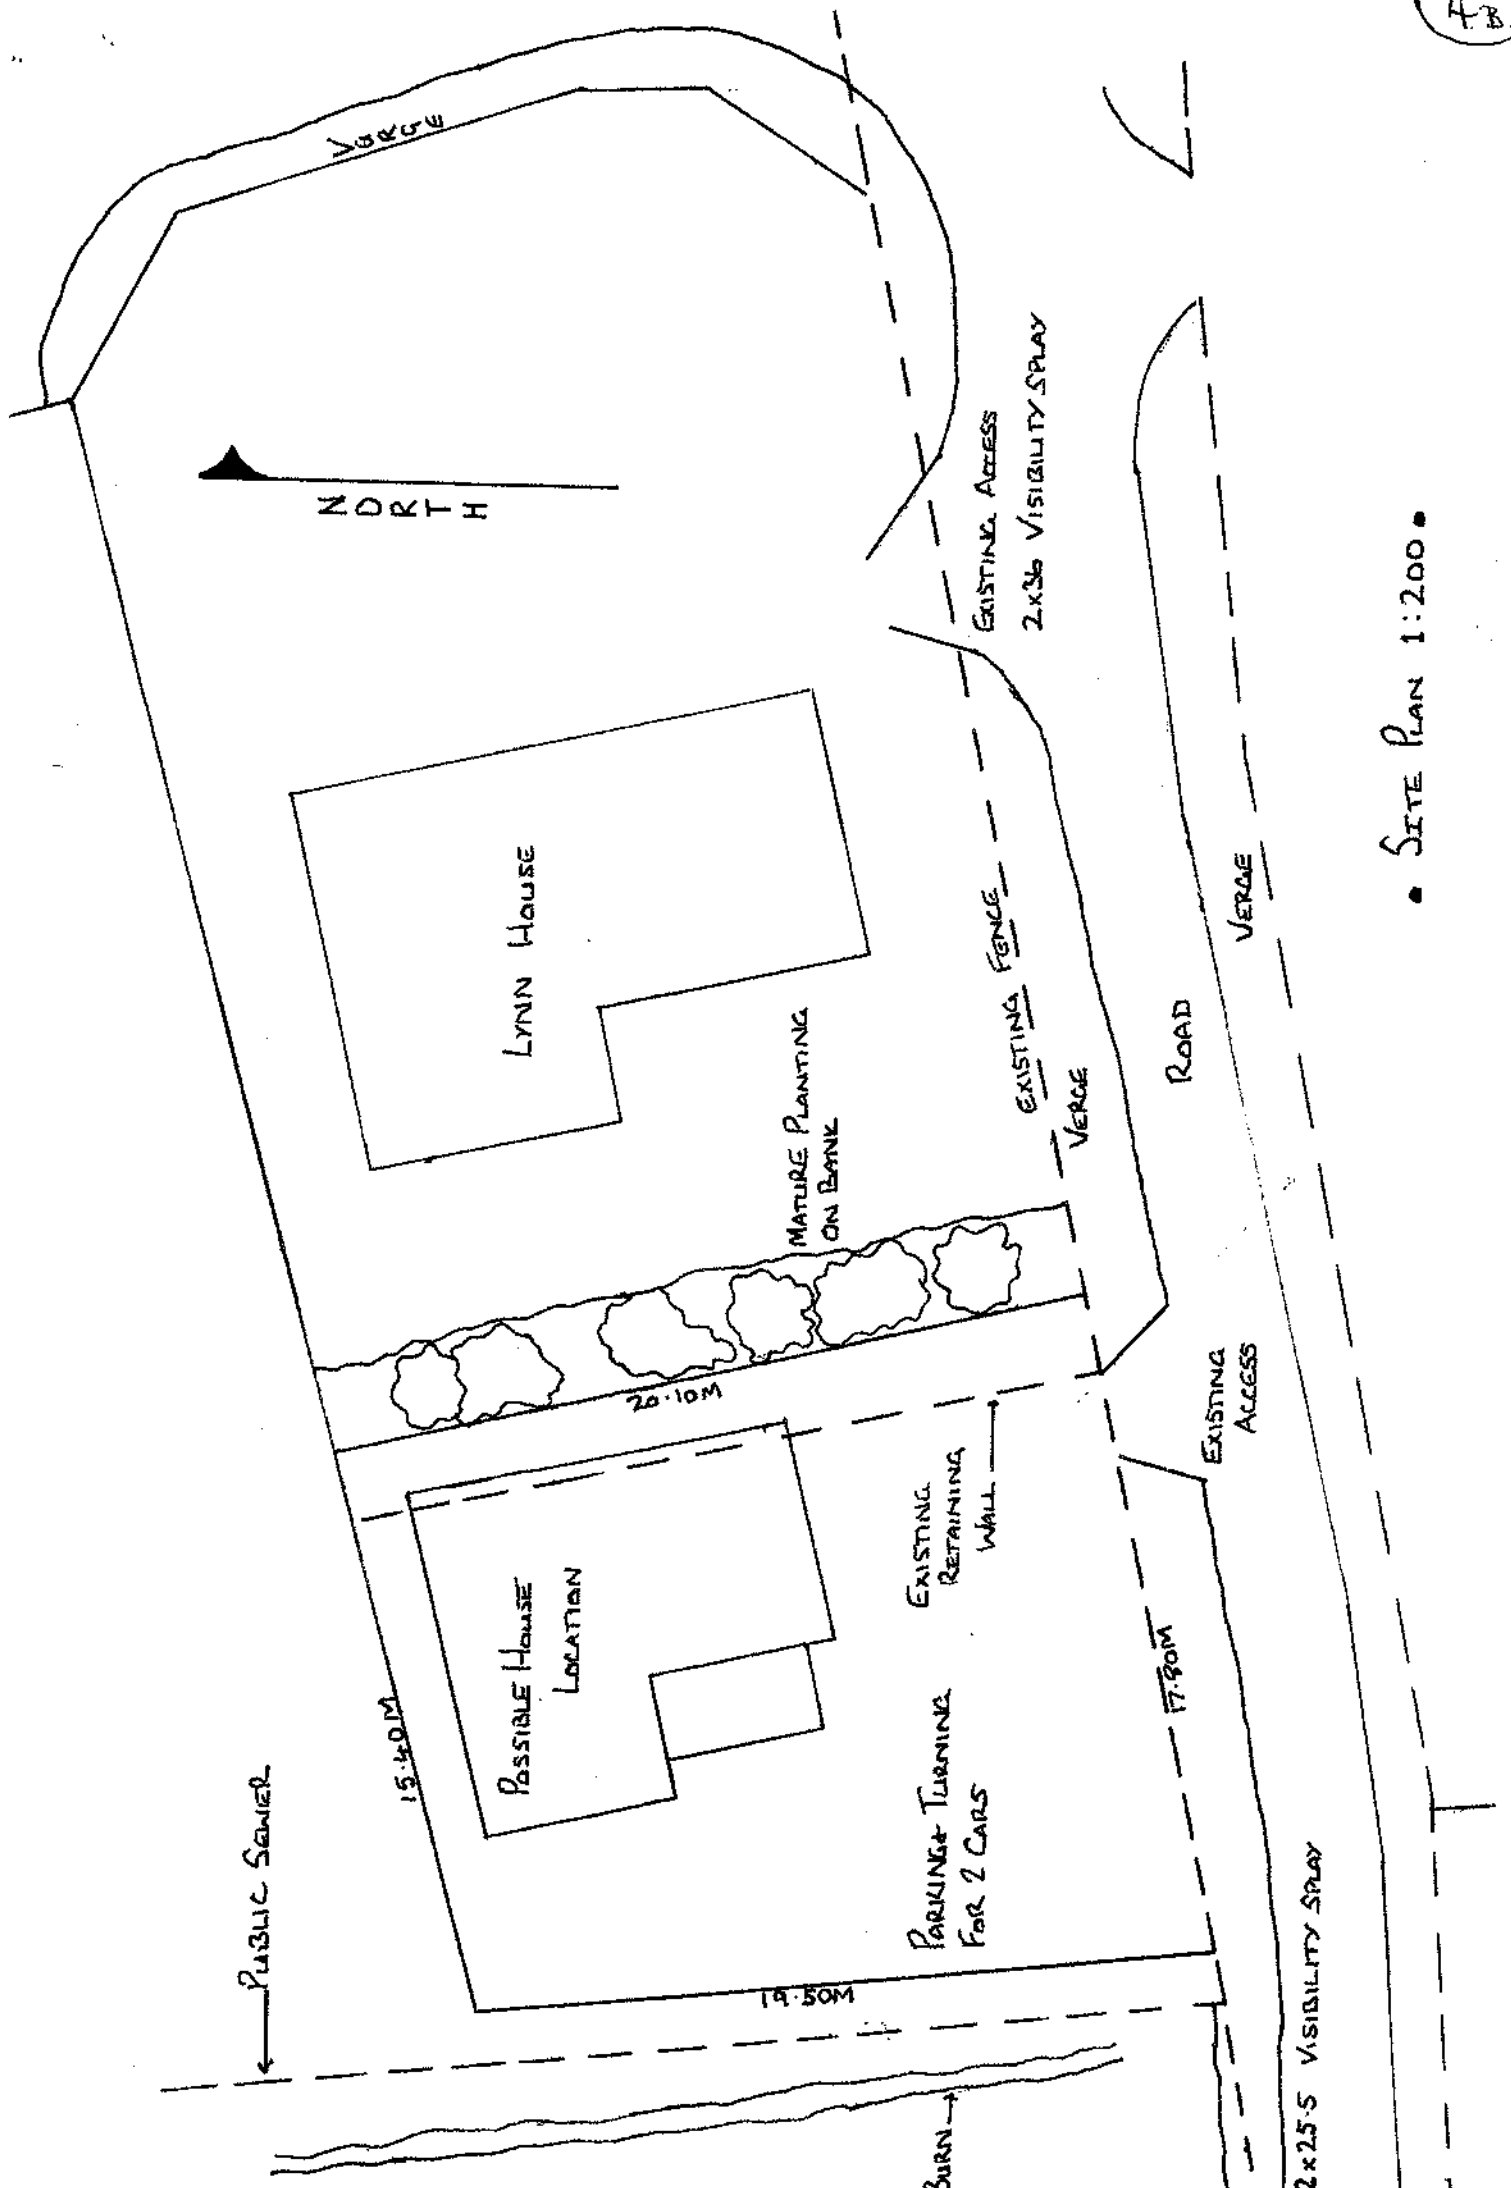 4B
VERGE
NORTH
EXISTING ACCESS
2x36 VISIBILITY SPLAY
LYNN HOUSE
EXISTING FENCE
VERGE
MATURE PLANTING
ON BANK
ROAD
VERGE
• SITE PLAN 1:200 •
20.10M
EXISTING
ACCESS
EXISTING
RETAINING
WALL
POSSIBLE HOUSE
LOCATION
15.40M
17.80M
PARKING + TURNING
FOR 2 CARS
PUBLIC SEWER
19.50M
BURN
2x25.5 VISIBILITY SPLAY